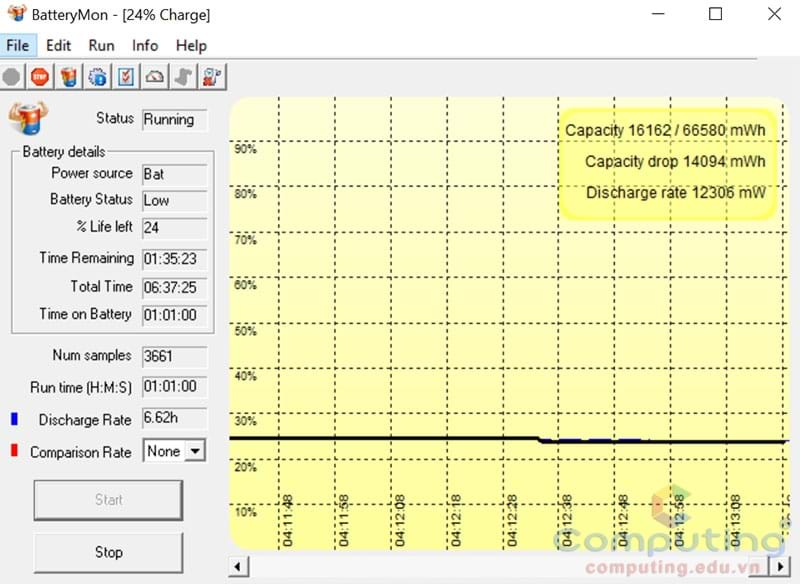 BatteryMon - [24% Charge]
File Edit Run Info Help
STOP
Status Running
Battery details
Power source Bat
Battery Status Low
% Life left 24
Time Remaining 01:35:23
Total Time 06:37:25
Time on Battery 01:01:00
Num samples 3661
Run time (H:M:S) 01:01:00
Discharge Rate 6.62h
Comparison Rate None
Start
Stop
Capacity 16162 / 66580 mWh
Capacity drop 14094 mWh
Discharge rate 12306 mW
90%
80%
70%
60%
50%
40%
30%
20%
10%
04:11:48
04:11:58
04:12:08
04:12:18
04:12:28
04:12:38
04:12:48
04:12:58
04:13:08
Computing
computing.edu.vn